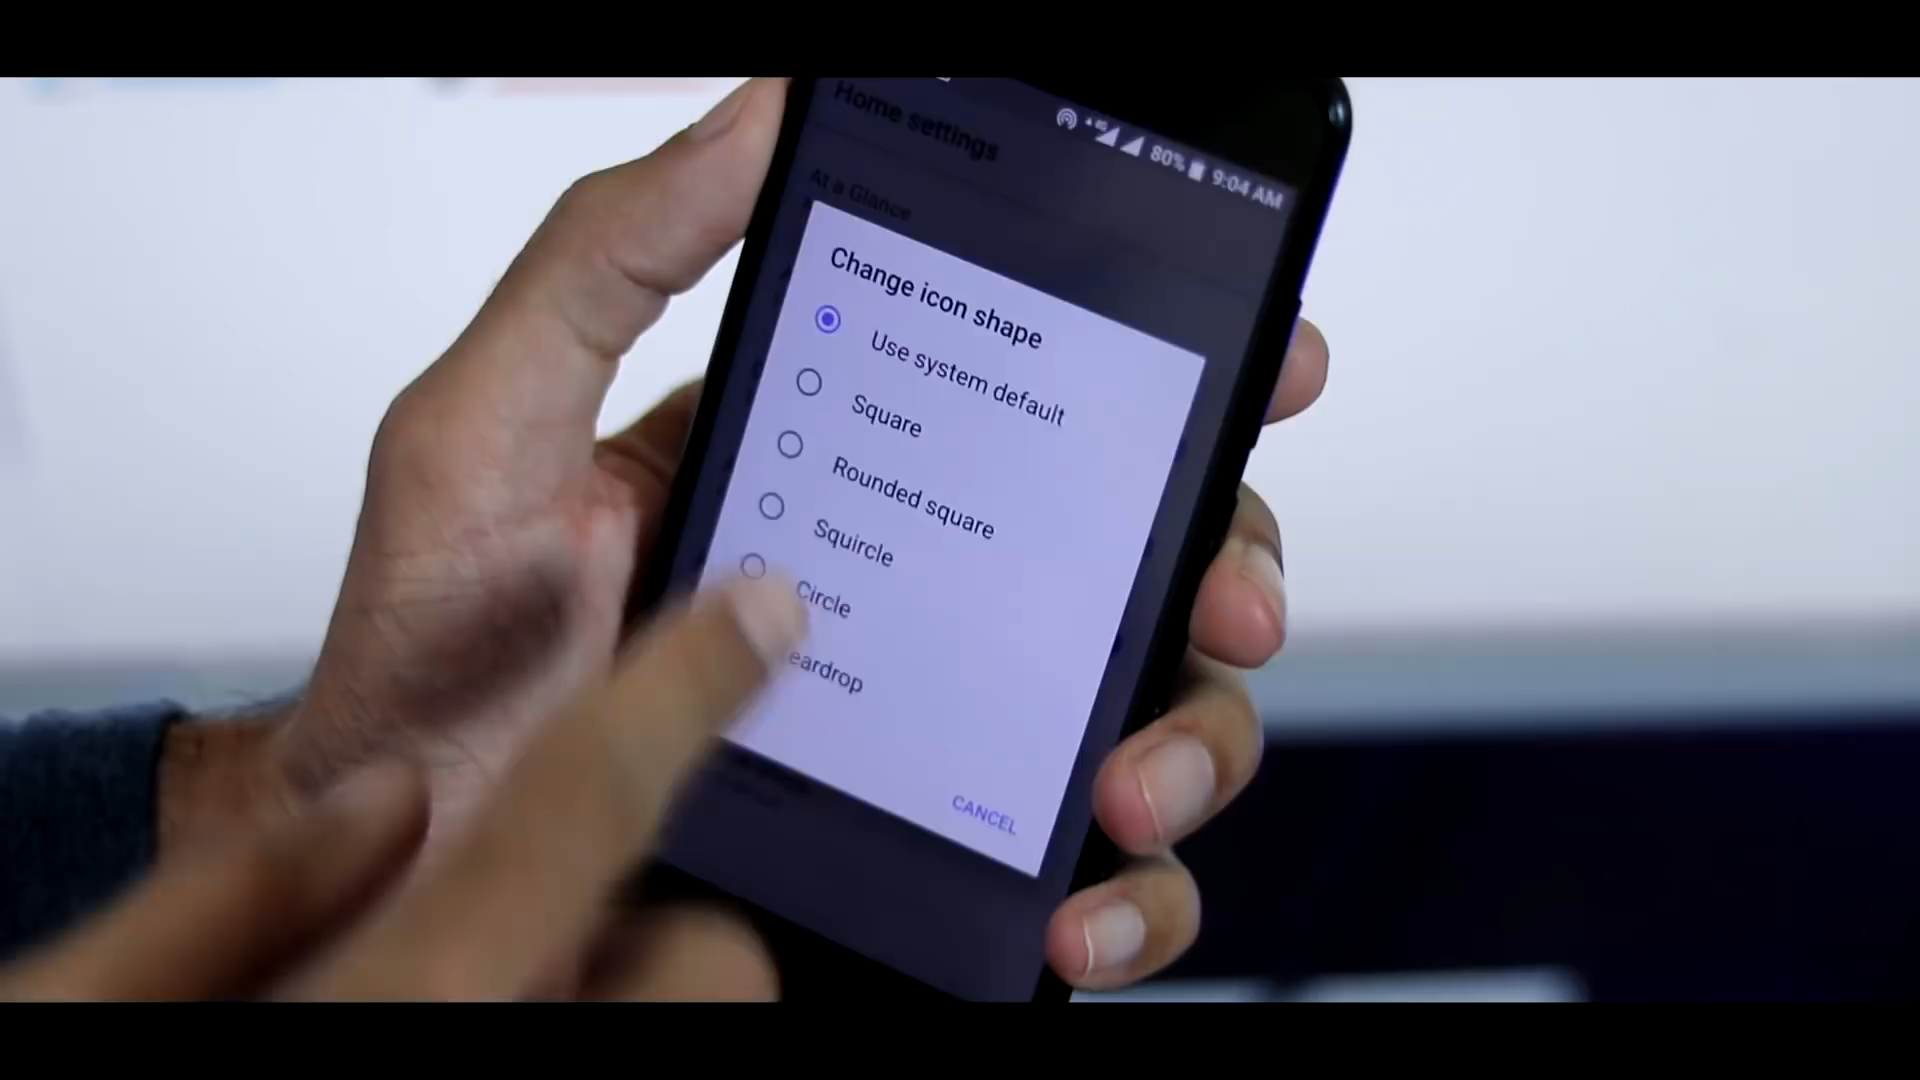 80% 9:04 AM
Home settings
At a Glance
Change icon shape
Use system default
Square
Rounded square
Squircle
Circle
eardrop
CANCEL